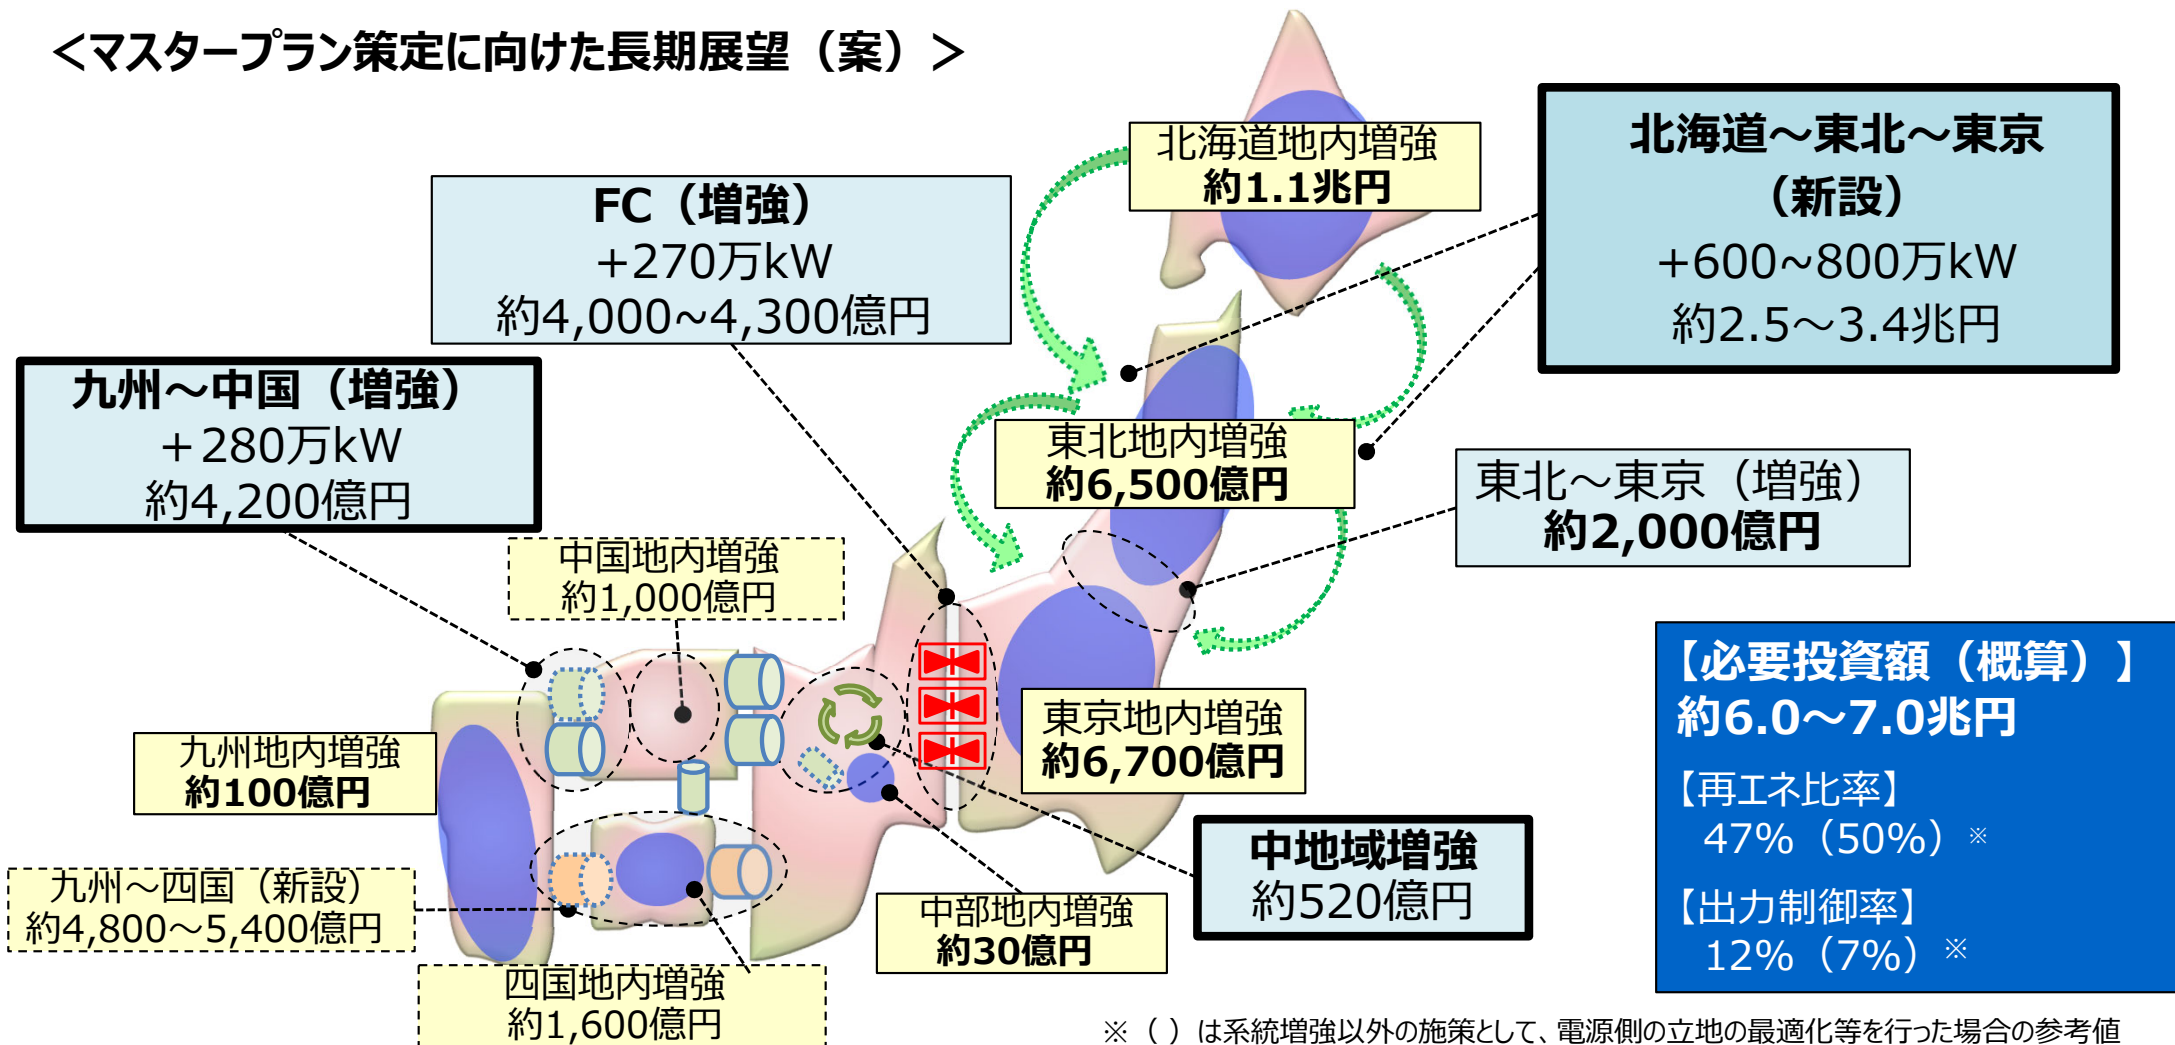 ＜マスタープラン策定に向けた長期展望（案）＞
北海道地内増強
約1.1兆円
北海道～東北～東京
（新設）
+600~800万kW
約2.5～3.4兆円
FC（増強）
+270万kW
約4,000~4,300億円
九州～中国（増強）
＋280万kW
約4,200億円
東北地内増強
約6,500億円
東北～東京（増強）
約2,000億円
中国地内増強
約1,000億円
【必要投資額（概算）】
約6.0～7.0兆円
【再エネ比率】
47%（50%）※
【出力制御率】
12%（7%）※
九州地内増強
約100億円
東京地内増強
約6,700億円
中地域増強
約520億円
九州～四国（新設）
約4,800～5,400億円
中部地内増強
約30億円
四国地内増強
約1,600億円
※（ ）は系統増強以外の施策として、電源側の立地の最適化等を行った場合の参考値